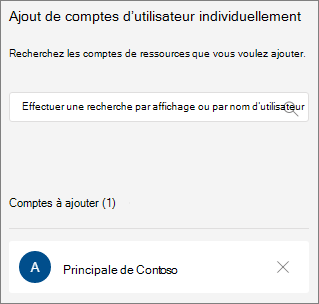 Ajout de comptes d'utilisateur individuellement
Recherchez les comptes de ressources que vous voulez ajouter.
Effectuer une recherche par affichage ou par nom d'utilisateur
Comptes à ajouter (1)
A
Principale de Contoso